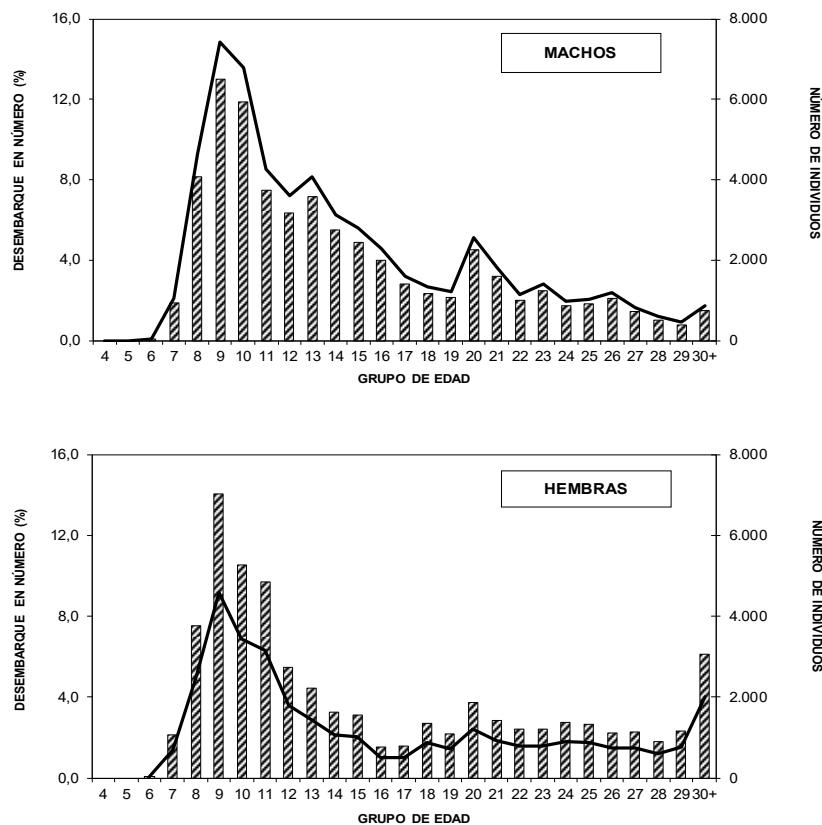 MACHOS
DESEMBARQUE EN NÚMERO (%)
16,0
12,0
8,0
4,0
0,0
8.000
6.000
4.000
2.000
0
NÚMERO DE INDIVIDUOS
4 5 6 7 8 9 10 11 12 13 14 15 16 17 18 19 20 21 22 23 24 25 26 27 28 29 30+
GRUPO DE EDAD
HEMBRAS
DESEMBARQUE EN NÚMERO (%)
16,0
12,0
8,0
4,0
0,0
8.000
6.000
4.000
2.000
0
NUMERO DE INDIVIDUOS
4 5 6 7 8 9 10 11 12 13 14 15 16 17 18 19 20 21 22 23 24 25 26 27 28 29 30+
GRUPO DE EDAD